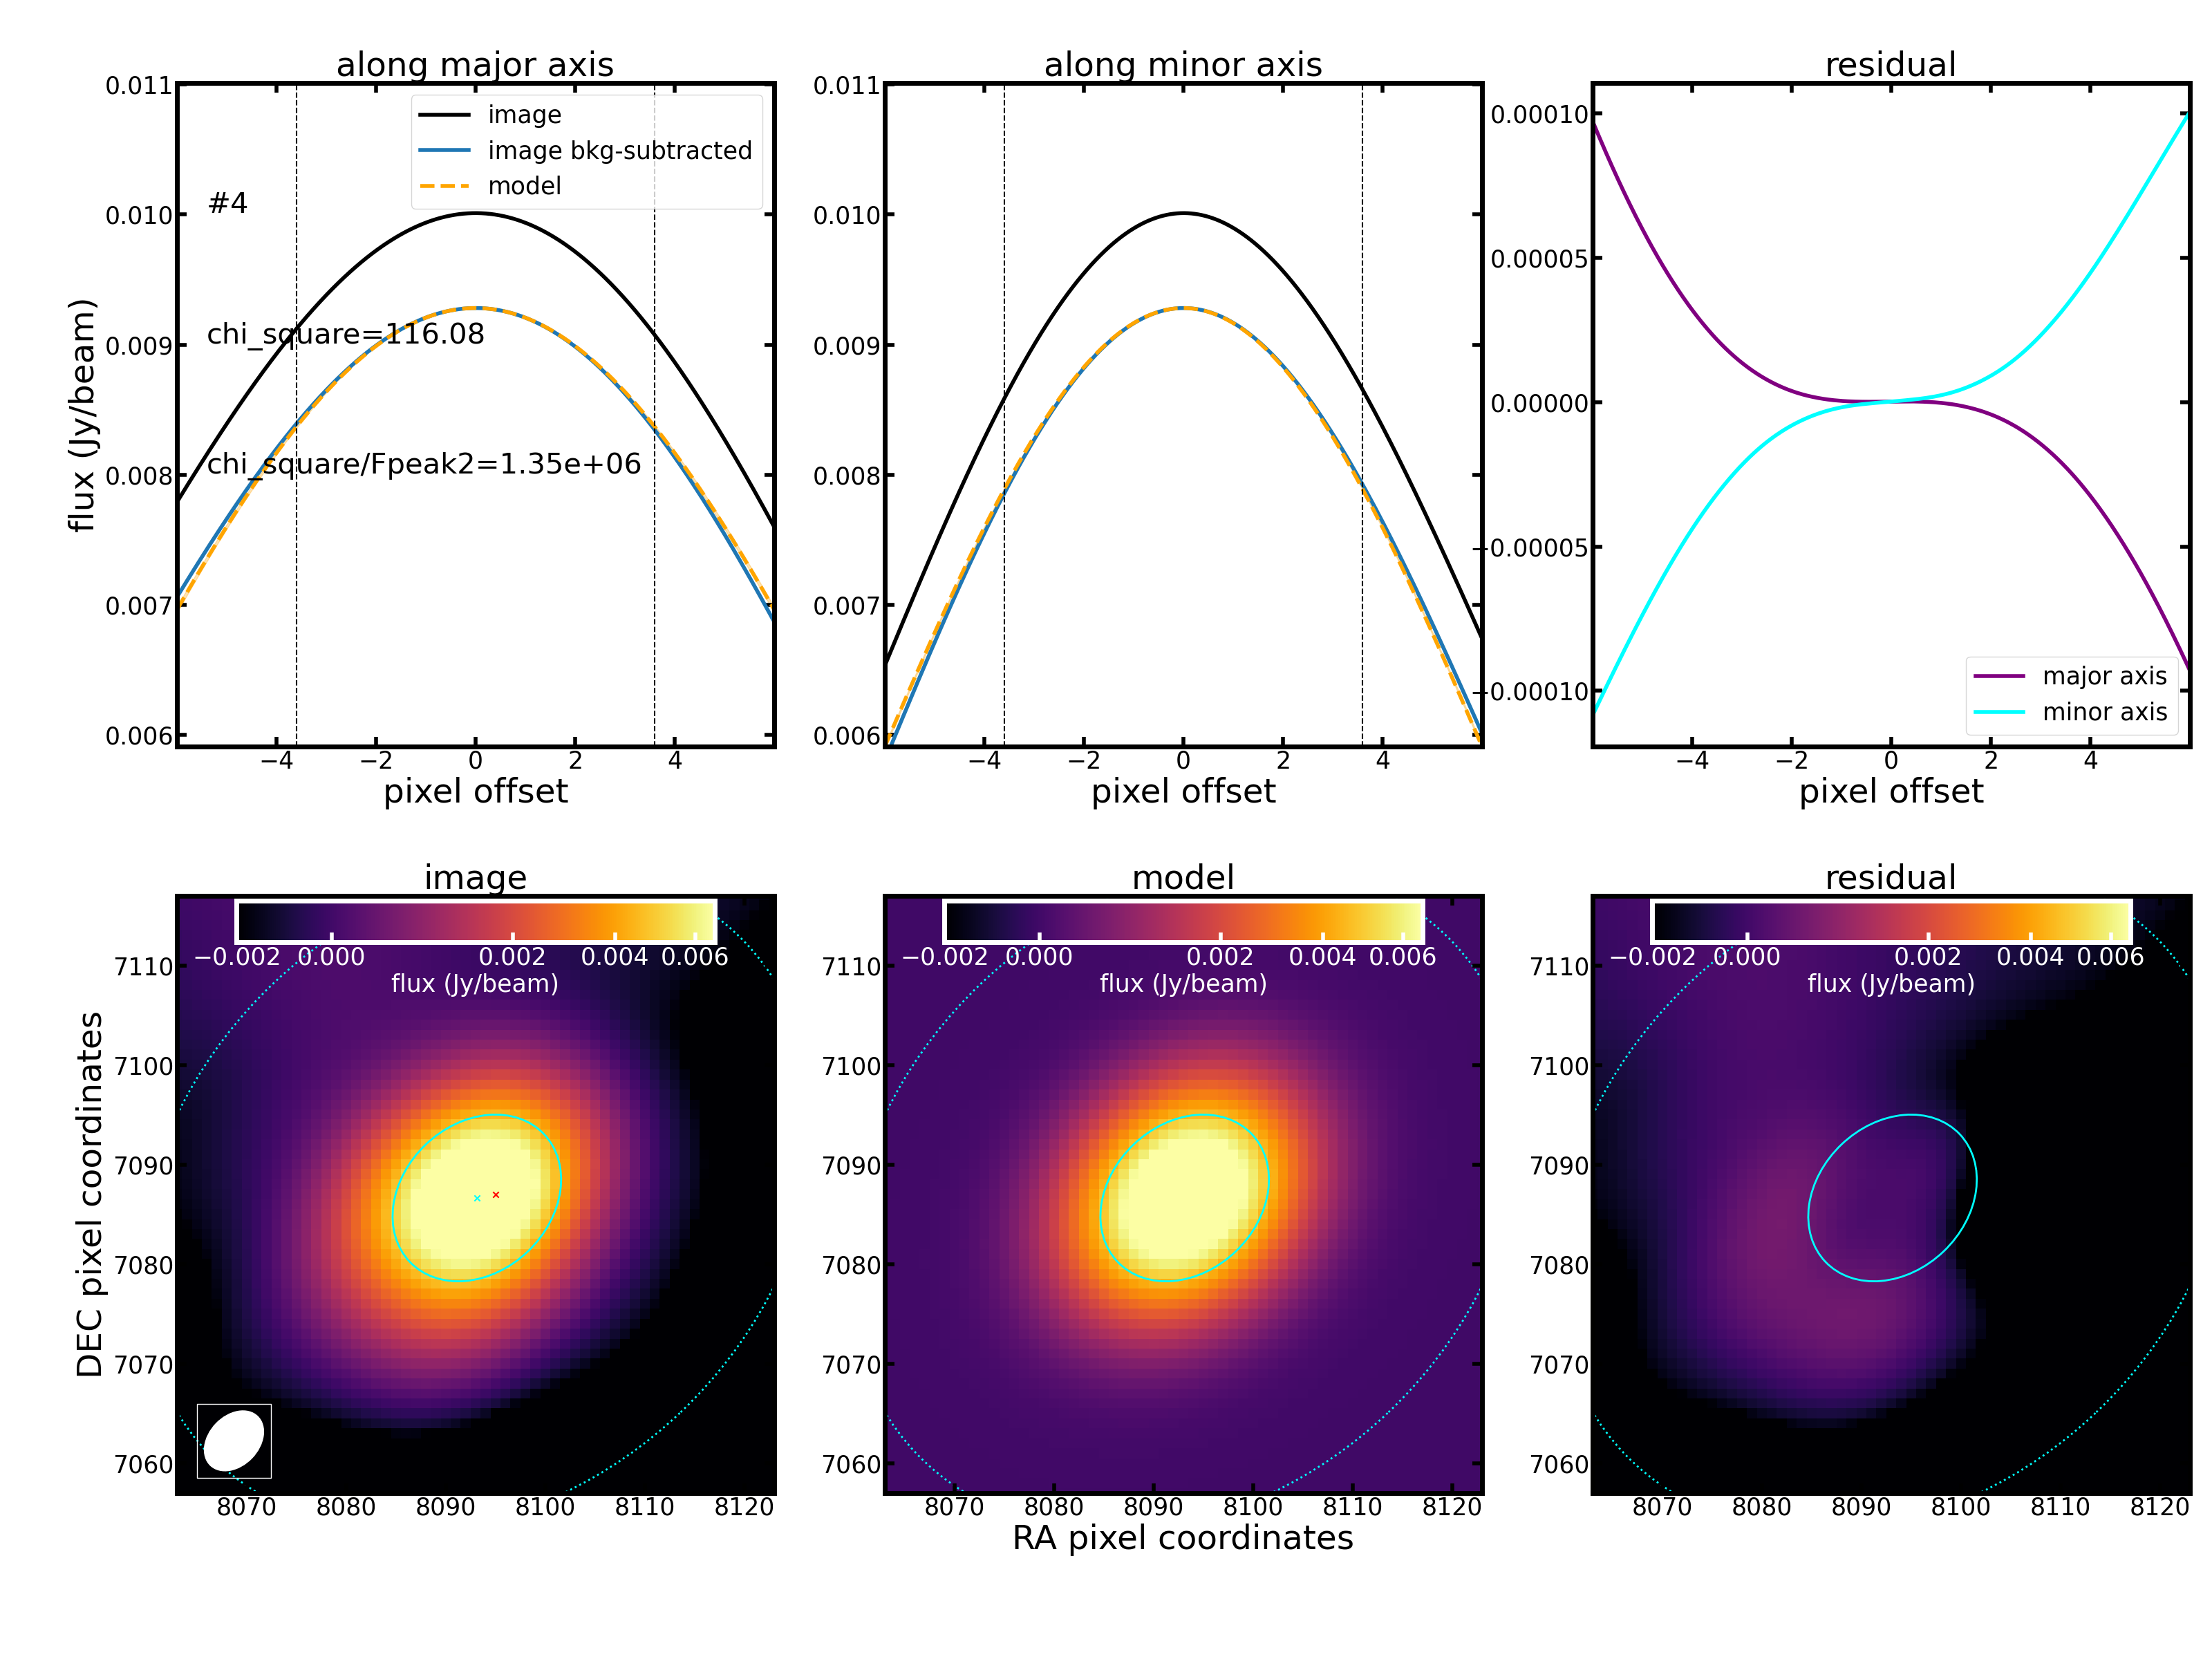 along major axis
along minor axis
residual
0.011
0.010
0.009
0.008
0.007
0.006
flux (Jy/beam)
image
image bkg-subtracted
model
#4
chi_square=116.08
chi_square/Fpeak2=1.35e+06
−4
−2
0
2
4
pixel offset
0.011
0.010
0.009
0.008
0.007
0.006
−4
−2
0
2
4
pixel offset
0.00010
0.00005
0.00000
−0.00005
−0.00010
major axis
minor axis
−4
−2
0
2
4
pixel offset
image
model
residual
−0.002 0.000 0.002 0.004 0.006
flux (Jy/beam)
7110
7100
7090
7080
7070
7060
DEC pixel coordinates
8070 8080 8090 8100 8110 8120
−0.002 0.000 0.002 0.004 0.006
flux (Jy/beam)
7110
7100
7090
7080
7070
7060
8070 8080 8090 8100 8110 8120
RA pixel coordinates
−0.002 0.000 0.002 0.004 0.006
flux (Jy/beam)
7110
7100
7090
7080
7070
7060
8070 8080 8090 8100 8110 8120